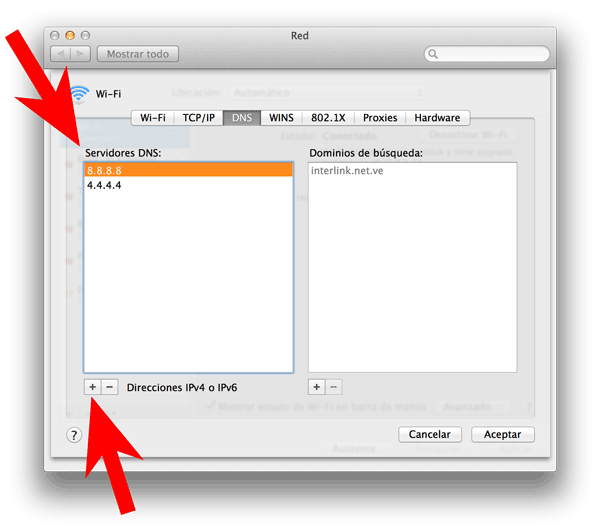 Red
Mostrar todo
Wi-Fi
Ubicación: Automático
Wi-Fi TCP/IP DNS WINS 802.1X Proxies Hardware
Estado: Conectado Desactivar Wi-Fi
Servidores DNS: Dominios de búsqueda:
8.8.8.8 interlink.net.ve
4.4.4.4
+ − Direcciones IPv4 o IPv6 + −
Mostrar estado de Wi-Fi en barra de menús Avanzado... ?
? Cancelar Aceptar
Asistente...